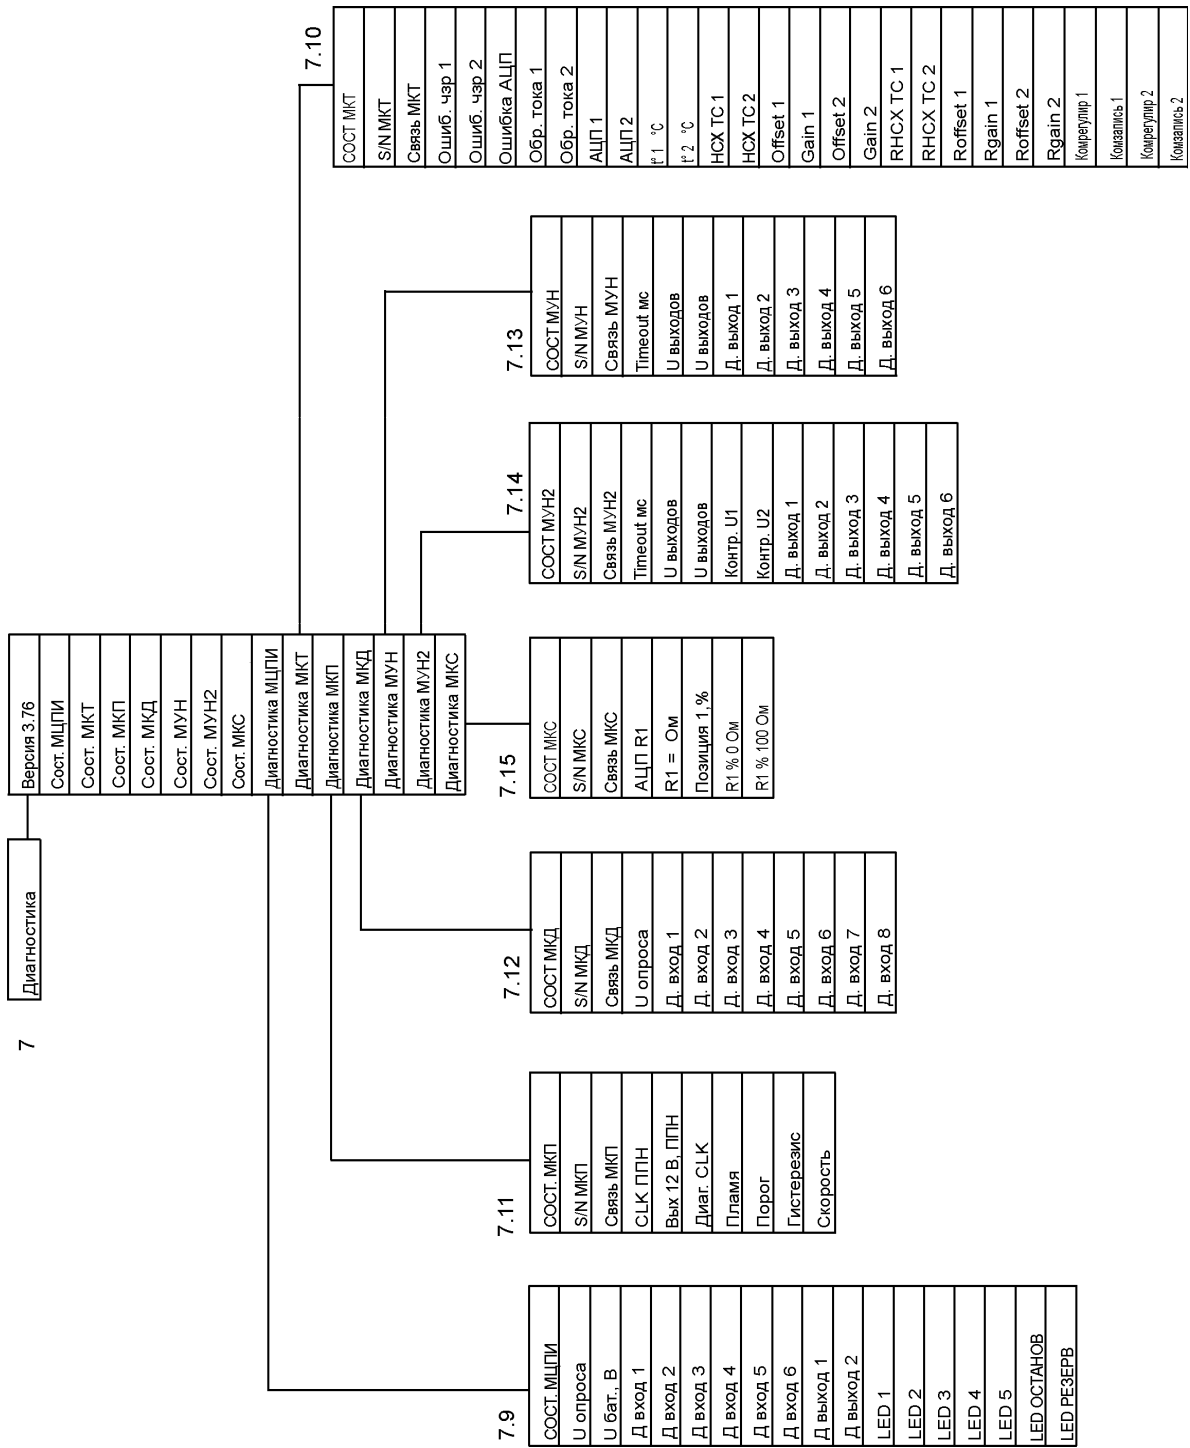 7
Диагностика
Версия 3.76
Сост. МЦПИ
Сост. МКТ
Сост. МКП
Сост. МКД
Сост. МУН
Сост. МУН2
Сост. МКС
Диагностика МЦПИ
Диагностика МКТ
Диагностика МКП
Диагностика МКД
Диагностика МУН
Диагностика МУН2
Диагностика МКС
7.9
СОСТ. МЦПИ
U опроса
U бат., В
Д вход 1
Д вход 2
Д вход 3
Д вход 4
Д вход 5
Д вход 6
Д выход 1
Д выход 2
LED 1
LED 2
LED 3
LED 4
LED 5
LED ОСТАНОВ
LED РЕЗЕРВ
7.11
СОСТ. МКП
S/N МКП
Связь МКП
CLK ППН
Вых 12 В, ППН
Диаг. CLK
Пламя
Порог
Гистерезис
Скорость
7.12
СОСТ МКД
S/N МКД
Связь МКД
U опроса
Д. вход 1
Д. вход 2
Д. вход 3
Д. вход 4
Д. вход 5
Д. вход 6
Д. вход 7
Д. вход 8
7.15
СОСТ МКС
S/N МКС
Связь МКС
АЦП R1
R1 = Ом
Позиция 1,%
R1 % 0 Ом
R1 % 100 Ом
7.14
СОСТ МУН2
S/N МУН2
Связь МУН2
Timeout мс
U выходов
U выходов
Контр. U1
Контр. U2
Д. выход 1
Д. выход 2
Д. выход 3
Д. выход 4
Д. выход 5
Д. выход 6
7.13
СОСТ МУН
S/N МУН
Связь МУН
Timeout мс
U выходов
U выходов
Д. выход 1
Д. выход 2
Д. выход 3
Д. выход 4
Д. выход 5
Д. выход 6
7.10
СОСТ МКТ
S/N МКТ
Связь МКТ
Ошиб. чзр 1
Ошиб. чзр 2
Ошибка АЦП
Обр. тока 1
Обр. тока 2
АЦП 1
АЦП 2
t° 1 °С
t° 2 °С
НСХ ТС 1
НСХ ТС 2
Offset 1
Gain 1
Offset 2
Gain 2
RНСХ ТС 1
RНСХ ТС 2
Roffset 1
Rgain 1
Roffset 2
Rgain 2
Комрегулир 1
Комзапись 1
Комрегулир 2
Комзапись 2